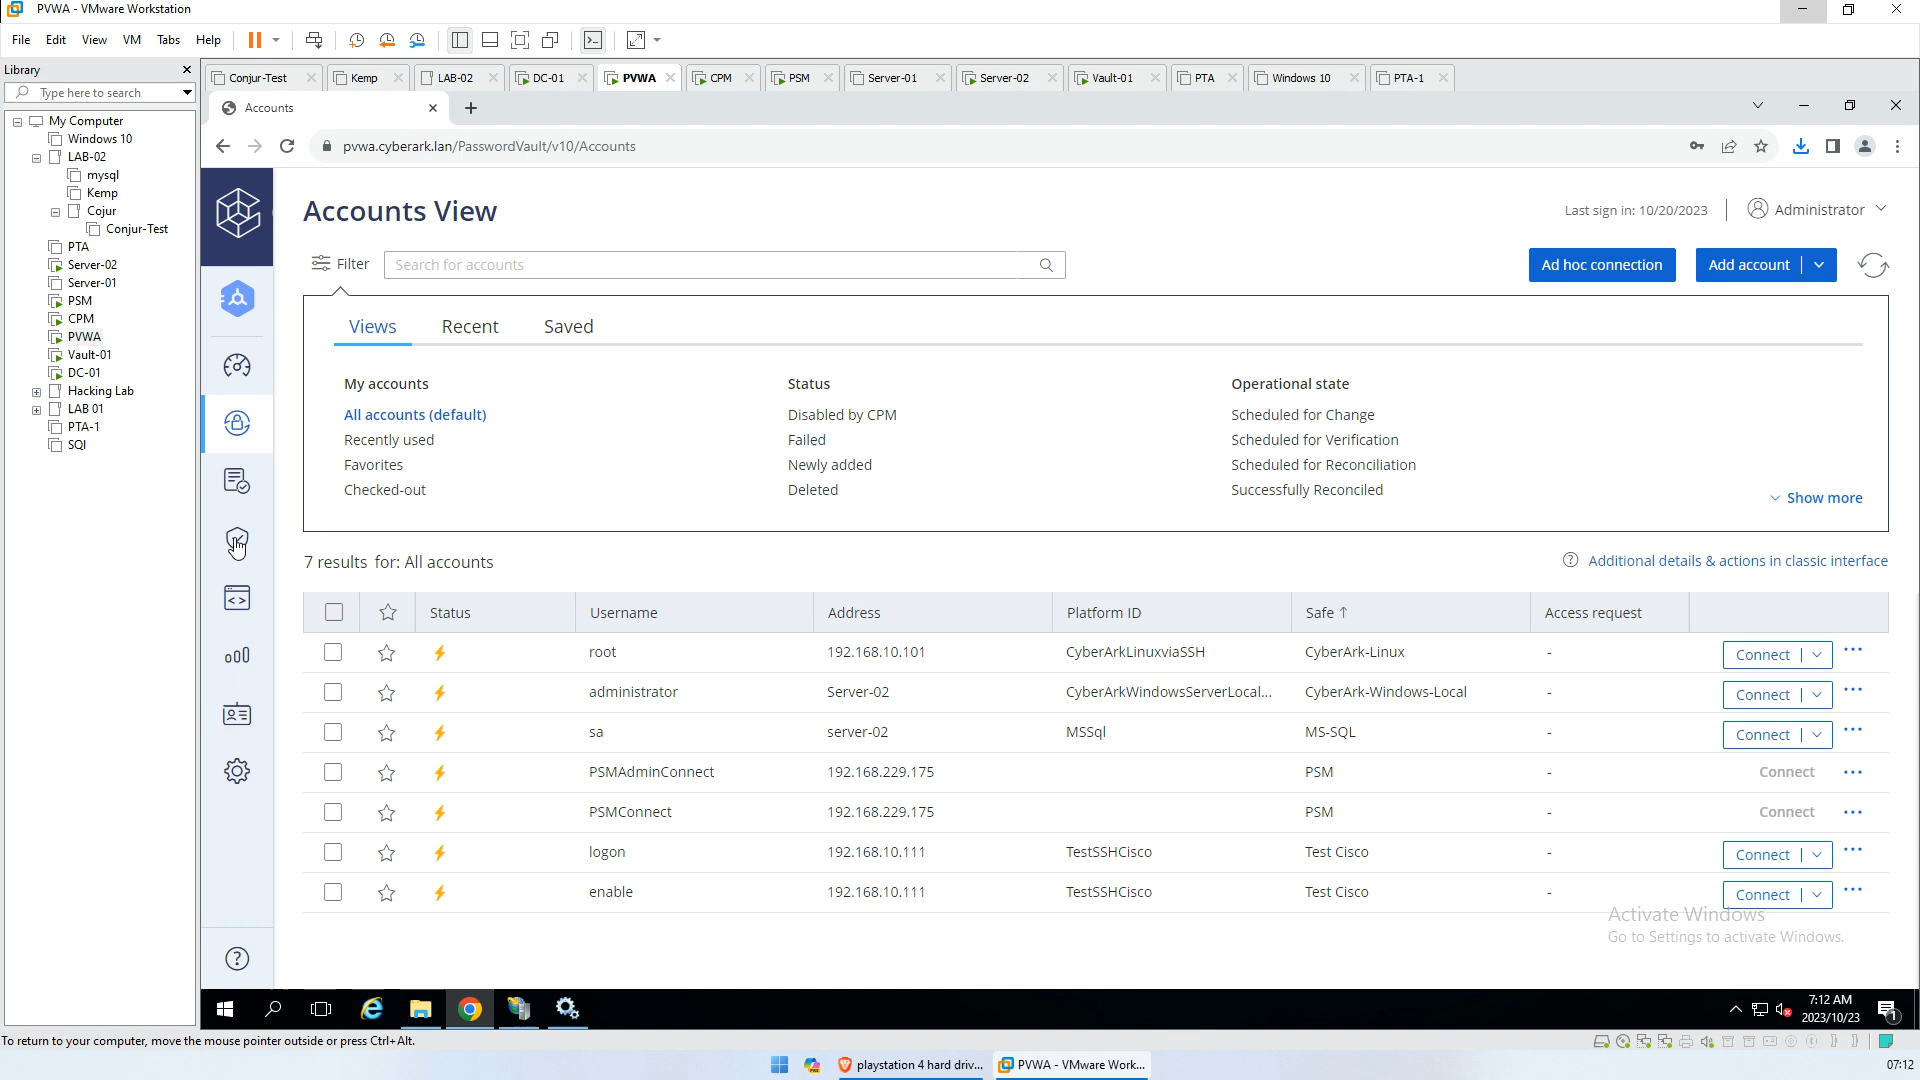 PVWA - VMware Workstation
File Edit View VM Tabs Help
Library
Type here to search
My Computer
Windows 10
LAB-02
mysql
Kemp
Cojur
Conjur-Test
PTA
Server-02
Server-01
PSM
CPM
PVWA
Vault-01
DC-01
Hacking Lab
LAB 01
PTA-1
SQl
Conjur-Test Kemp LAB-02 DC-01 PVWA CPM PSM Server-01 Server-02 Vault-01 PTA Windows 10 PTA-1
Accounts
pvwa.cyberark.lan/PasswordVault/v10/Accounts
Accounts View
Last sign in: 10/20/2023 Administrator
Filter Search for accounts Ad hoc connection Add account
Views Recent Saved
My accounts Status Operational state
All accounts (default) Disabled by CPM Scheduled for Change
Recently used Failed Scheduled for Verification
Favorites Newly added Scheduled for Reconciliation
Checked-out Deleted Successfully Reconciled
Show more
7 results for: All accounts Additional details & actions in classic interface
Status Username Address Platform ID Safe ↑ Access request
root 192.168.10.101 CyberArkLinuxviaSSH CyberArk-Linux - Connect ...
administrator Server-02 CyberArkWindowsServerLocal... CyberArk-Windows-Local - Connect ...
sa server-02 MSSql MS-SQL - Connect ...
PSMAdminConnect 192.168.229.175 PSM - Connect ...
PSMConnect 192.168.229.175 PSM - Connect ...
logon 192.168.10.111 TestSSHCisco Test Cisco - Connect ...
enable 192.168.10.111 TestSSHCisco Test Cisco - Connect ...
Activate Windows
Go to Settings to activate Windows.
7:12 AM
2023/10/23
1
To return to your computer, move the mouse pointer outside or press Ctrl+Alt.
playstation 4 hard driv... PVWA - VMware Work... 07:12